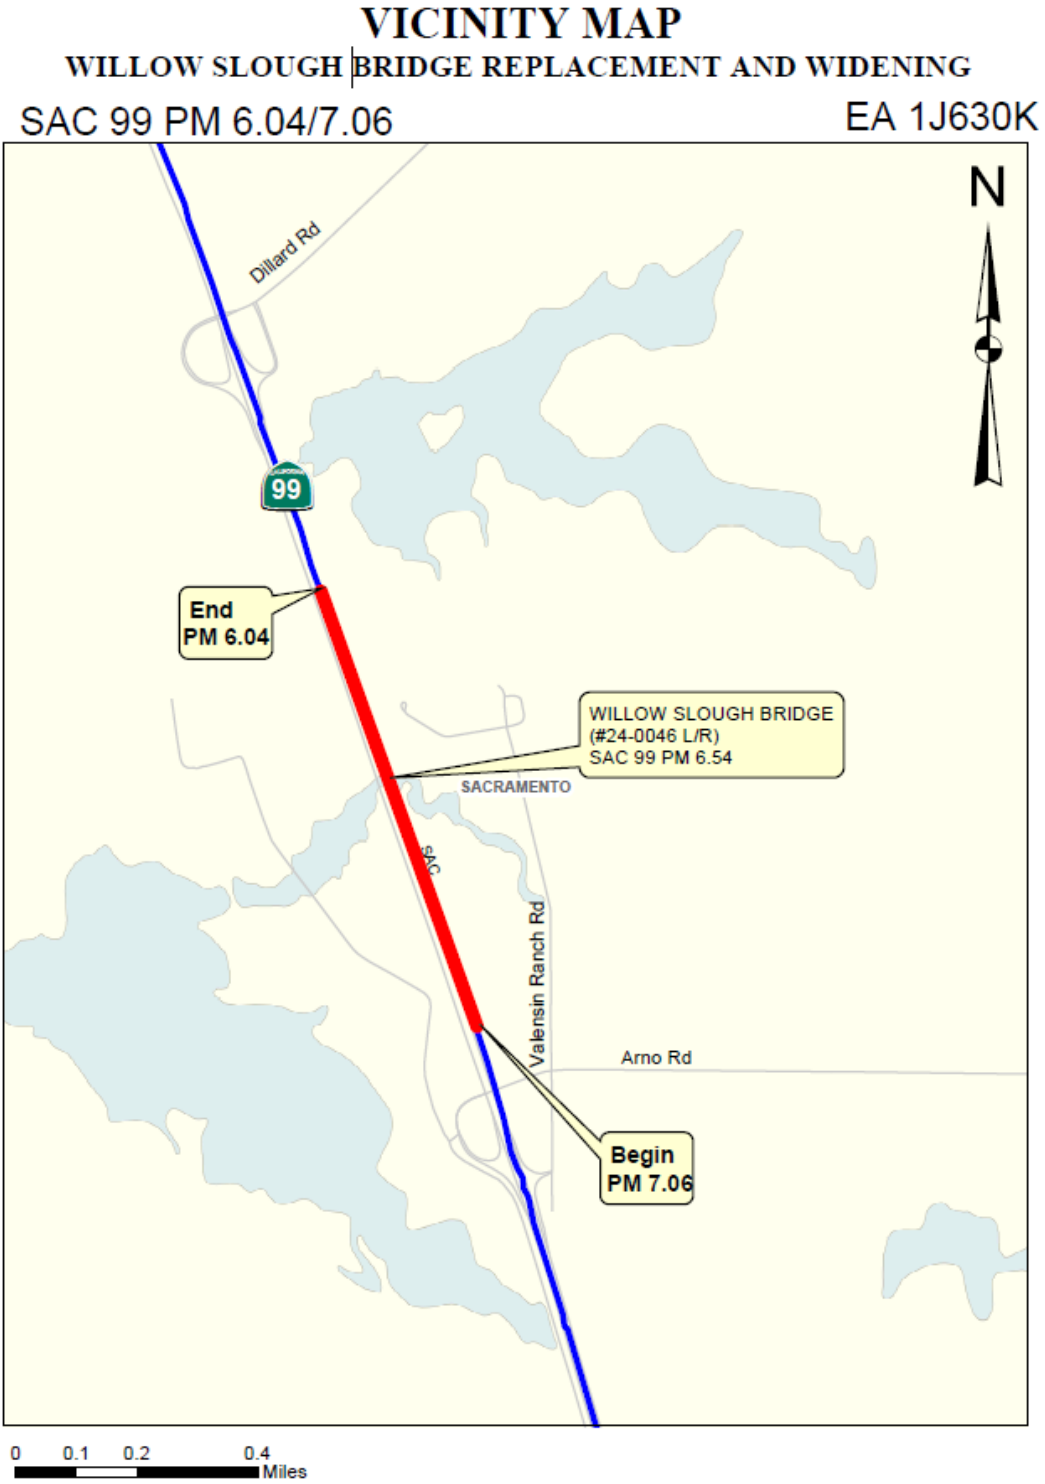 VICINITY MAP
WILLOW SLOUGH BRIDGE REPLACEMENT AND WIDENING
SAC 99 PM 6.04/7.06
EA 1J630K
N
Dillard Rd
CALIFORNIA
99
End
PM 6.04
WILLOW SLOUGH BRIDGE
(#24-0046 L/R)
SAC 99 PM 6.54
SACRAMENTO
SAC
Valensin Ranch Rd
Arno Rd
Begin
PM 7.06
0 0.1 0.2 0.4
Miles